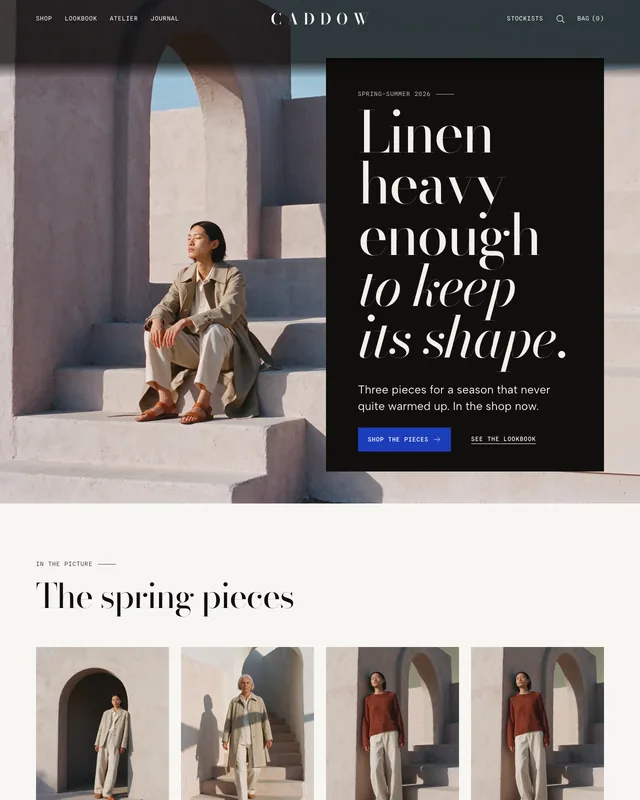 SHOP LOOKBOOK ATELIER JOURNAL
CADDOW
STOCKISTS BAG (0)
SPRING–SUMMER 2026
Linen
heavy
enough
to keep
its shape.
Three pieces for a season that never
quite warmed up. In the shop now.
SHOP THE PIECES →
SEE THE LOOKBOOK
IN THE PICTURE
The spring pieces